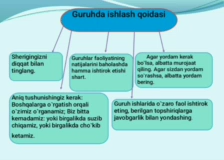 Guruhda ishlash qoidasi
Sherigingizni
diqqat bilan
tinglang.
Guruhlar faoliyatining
natijalarini baholashda
hamma ishtirok etishi
shart.
Agar yordam kerak
bo'lsa, albatta murojaat
qiling. Agar sizdan yordam
so'rashsa, albatta yordam
bering.
Aniq tushunishingiz kerak:
Boshqalarga o'rgatish orqali
o'zimiz o'rganamiz; Biz bitta
kemadamiz: yoki birgalikda suzib
chiqamiz, yoki birgalikda cho'kib
ketamiz.
Guruh ishlarida o'zaro faol ishtirok
eting, berilgan topshiriqlarga
javobgarlik bilan yondashing.